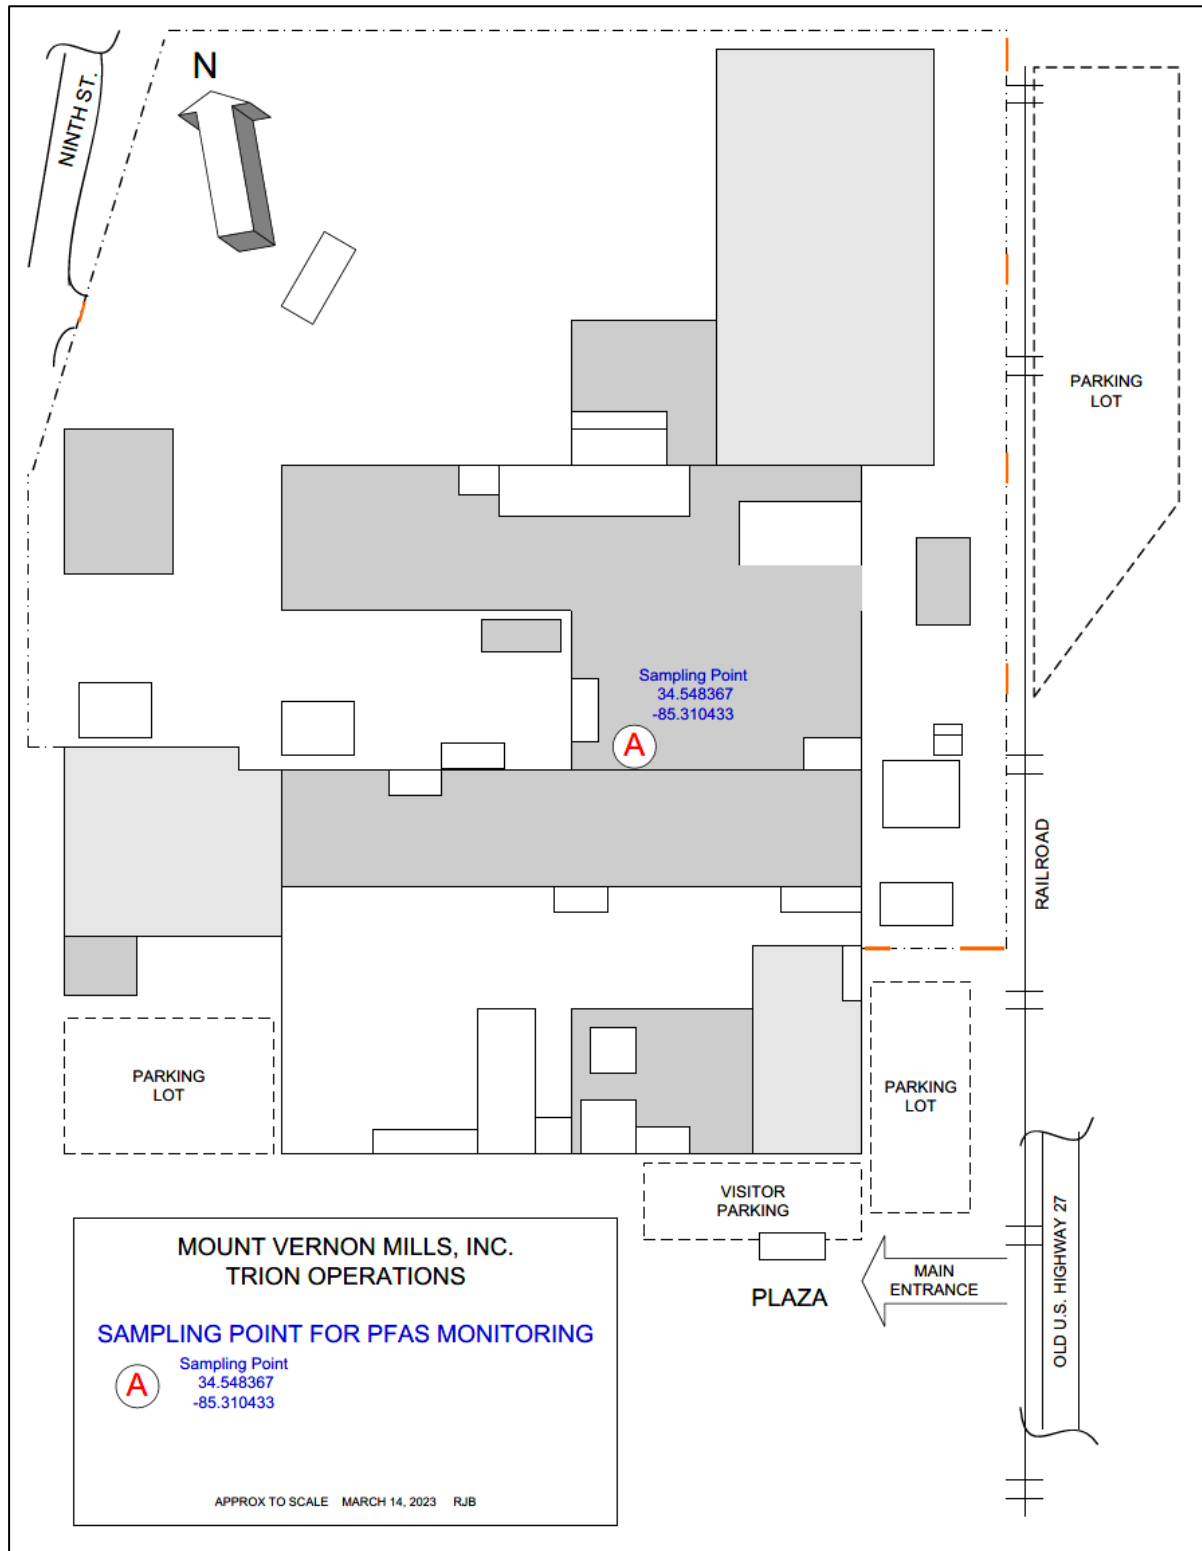 N
NINTH ST.
PARKING
LOT
Sampling Point
34.548367
-85.310433
A
RAILROAD
PARKING
LOT
PARKING
LOT
VISITOR
PARKING
PLAZA
MAIN
ENTRANCE
OLD U.S. HIGHWAY 27
MOUNT VERNON MILLS, INC.
TRION OPERATIONS
SAMPLING POINT FOR PFAS MONITORING
A
Sampling Point
34.548367
-85.310433
APPROX TO SCALE MARCH 14, 2023 RJB